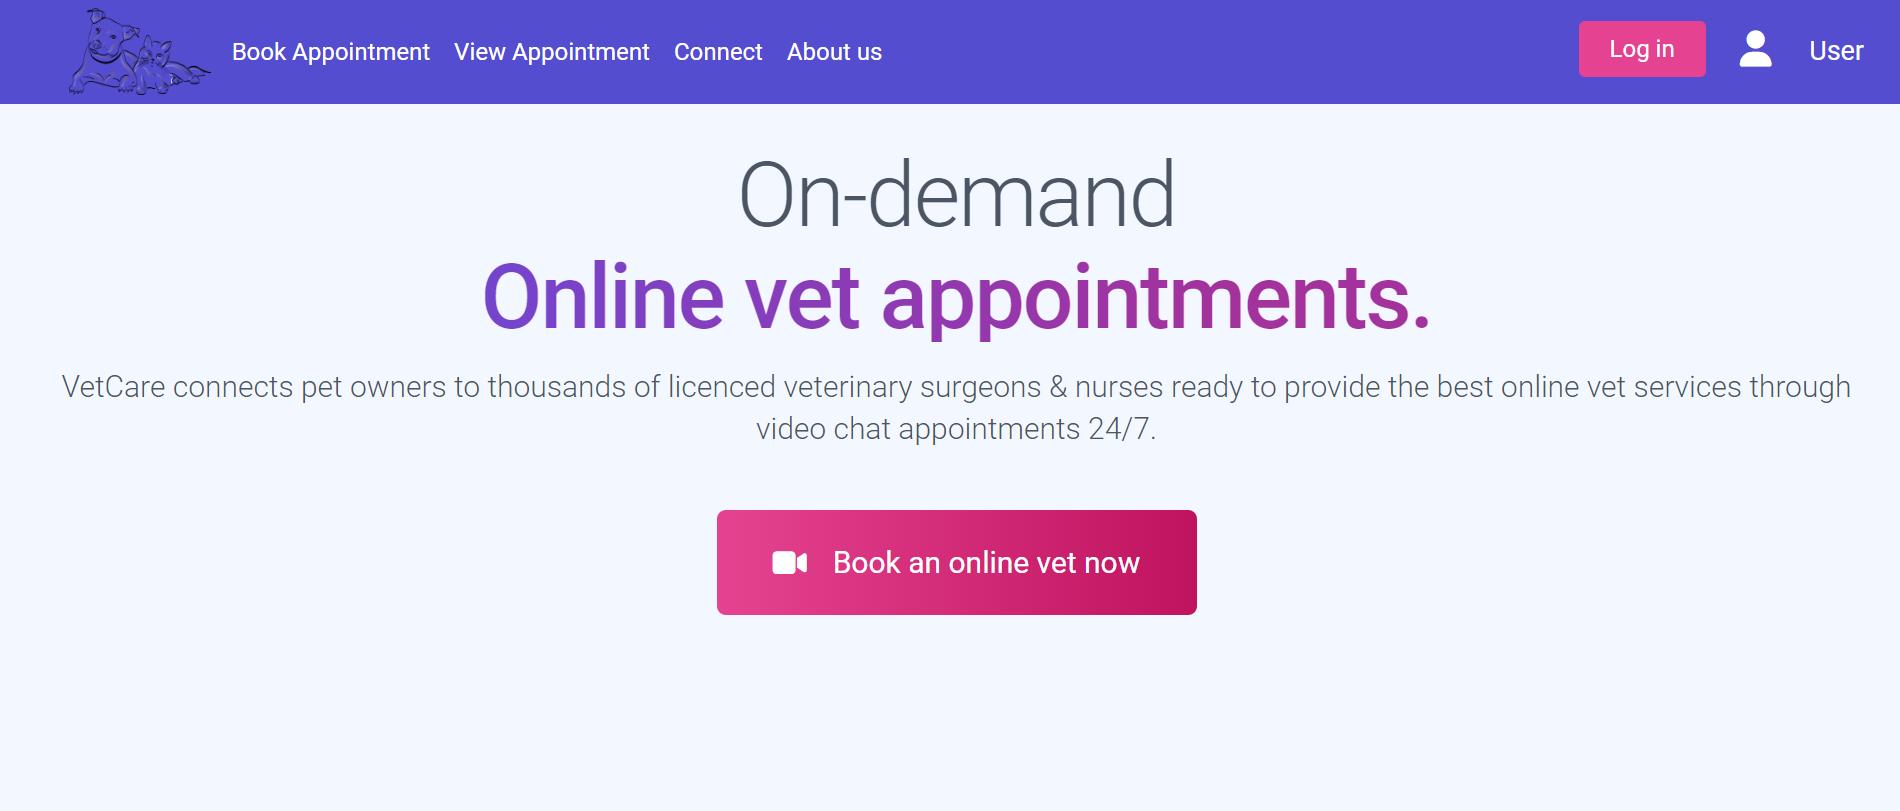 Book Appointment View Appointment Connect About us Log in User
On-demand
Online vet appointments.
VetCare connects pet owners to thousands of licenced veterinary surgeons & nurses ready to provide the best online vet services through
video chat appointments 24/7.
Book an online vet now